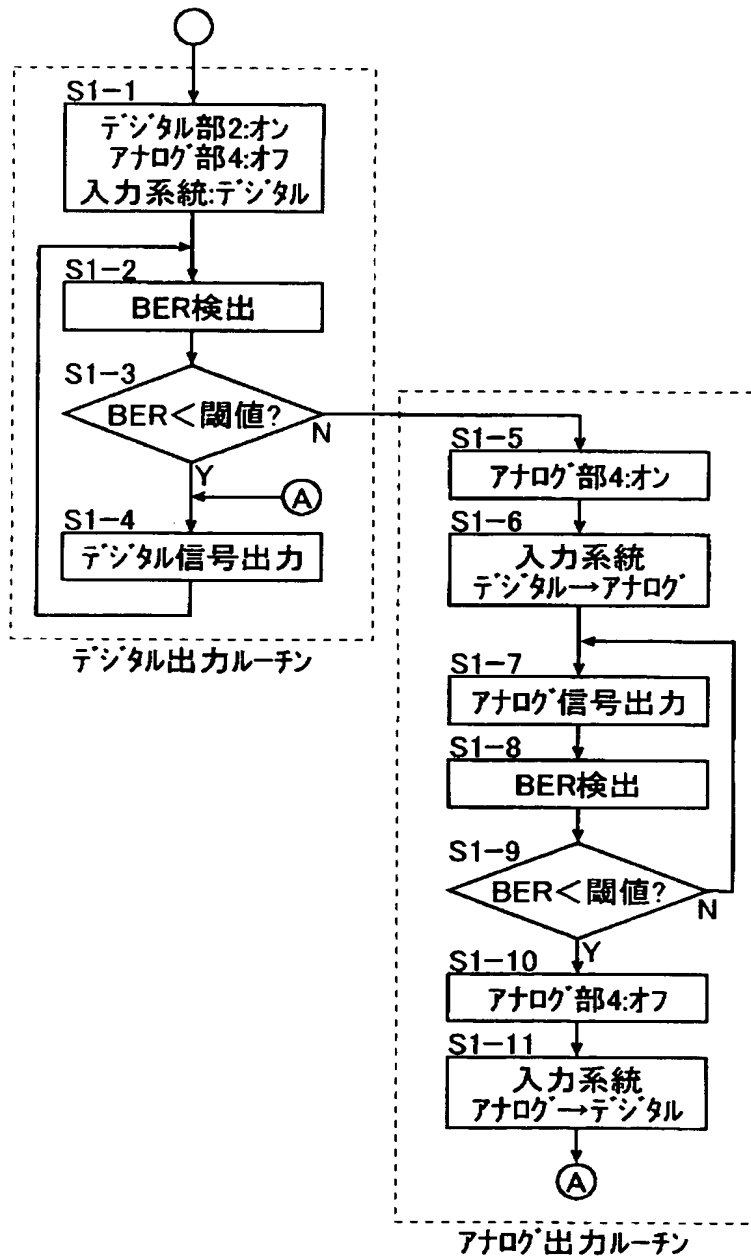 S1-1
デジタル部2:オン
アナログ部4:オフ
入力系統:デジタル
S1-2
BER検出
S1-3
BER<閾値?
N
Y
A
S1-4
デジタル信号出力
デジタル出力ルーチン
S1-5
アナログ部4:オン
S1-6
入力系統
デジタル→アナログ
S1-7
アナログ信号出力
S1-8
BER検出
S1-9
BER<閾値?
N
Y
S1-10
アナログ部4:オフ
S1-11
入力系統
アナログ→デジタル
A
アナログ出力ルーチン